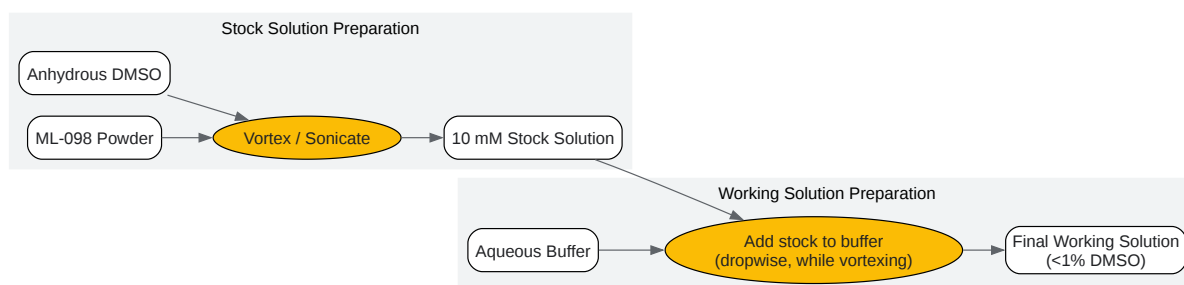 Stock Solution Preparation
Anhydrous DMSO
ML-098 Powder
Vortex / Sonicate
10 mM Stock Solution
Working Solution Preparation
Aqueous Buffer
Add stock to buffer
(dropwise, while vortexing)
Final Working Solution
(<1% DMSO)